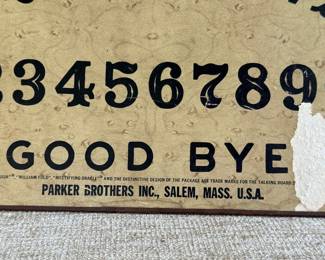 3456789
GOOD BYE
", "WILLIAM FULD", "MYSTIFYING ORACLE" AND THE DISTINCTIVE DESIGN OF THE PACKAGE ARE TRADE MARKS FOR THE TALKING BOARD
PARKER BROTHERS INC., SALEM, MASS. U.S.A.